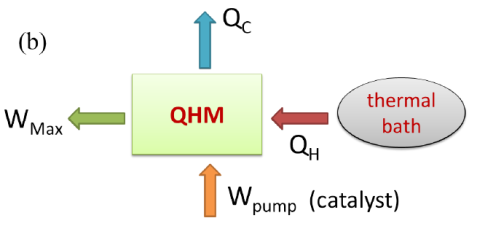 (b)
Q_C
W_Max
QHM
Q_H
thermal
bath
W_pump (catalyst)